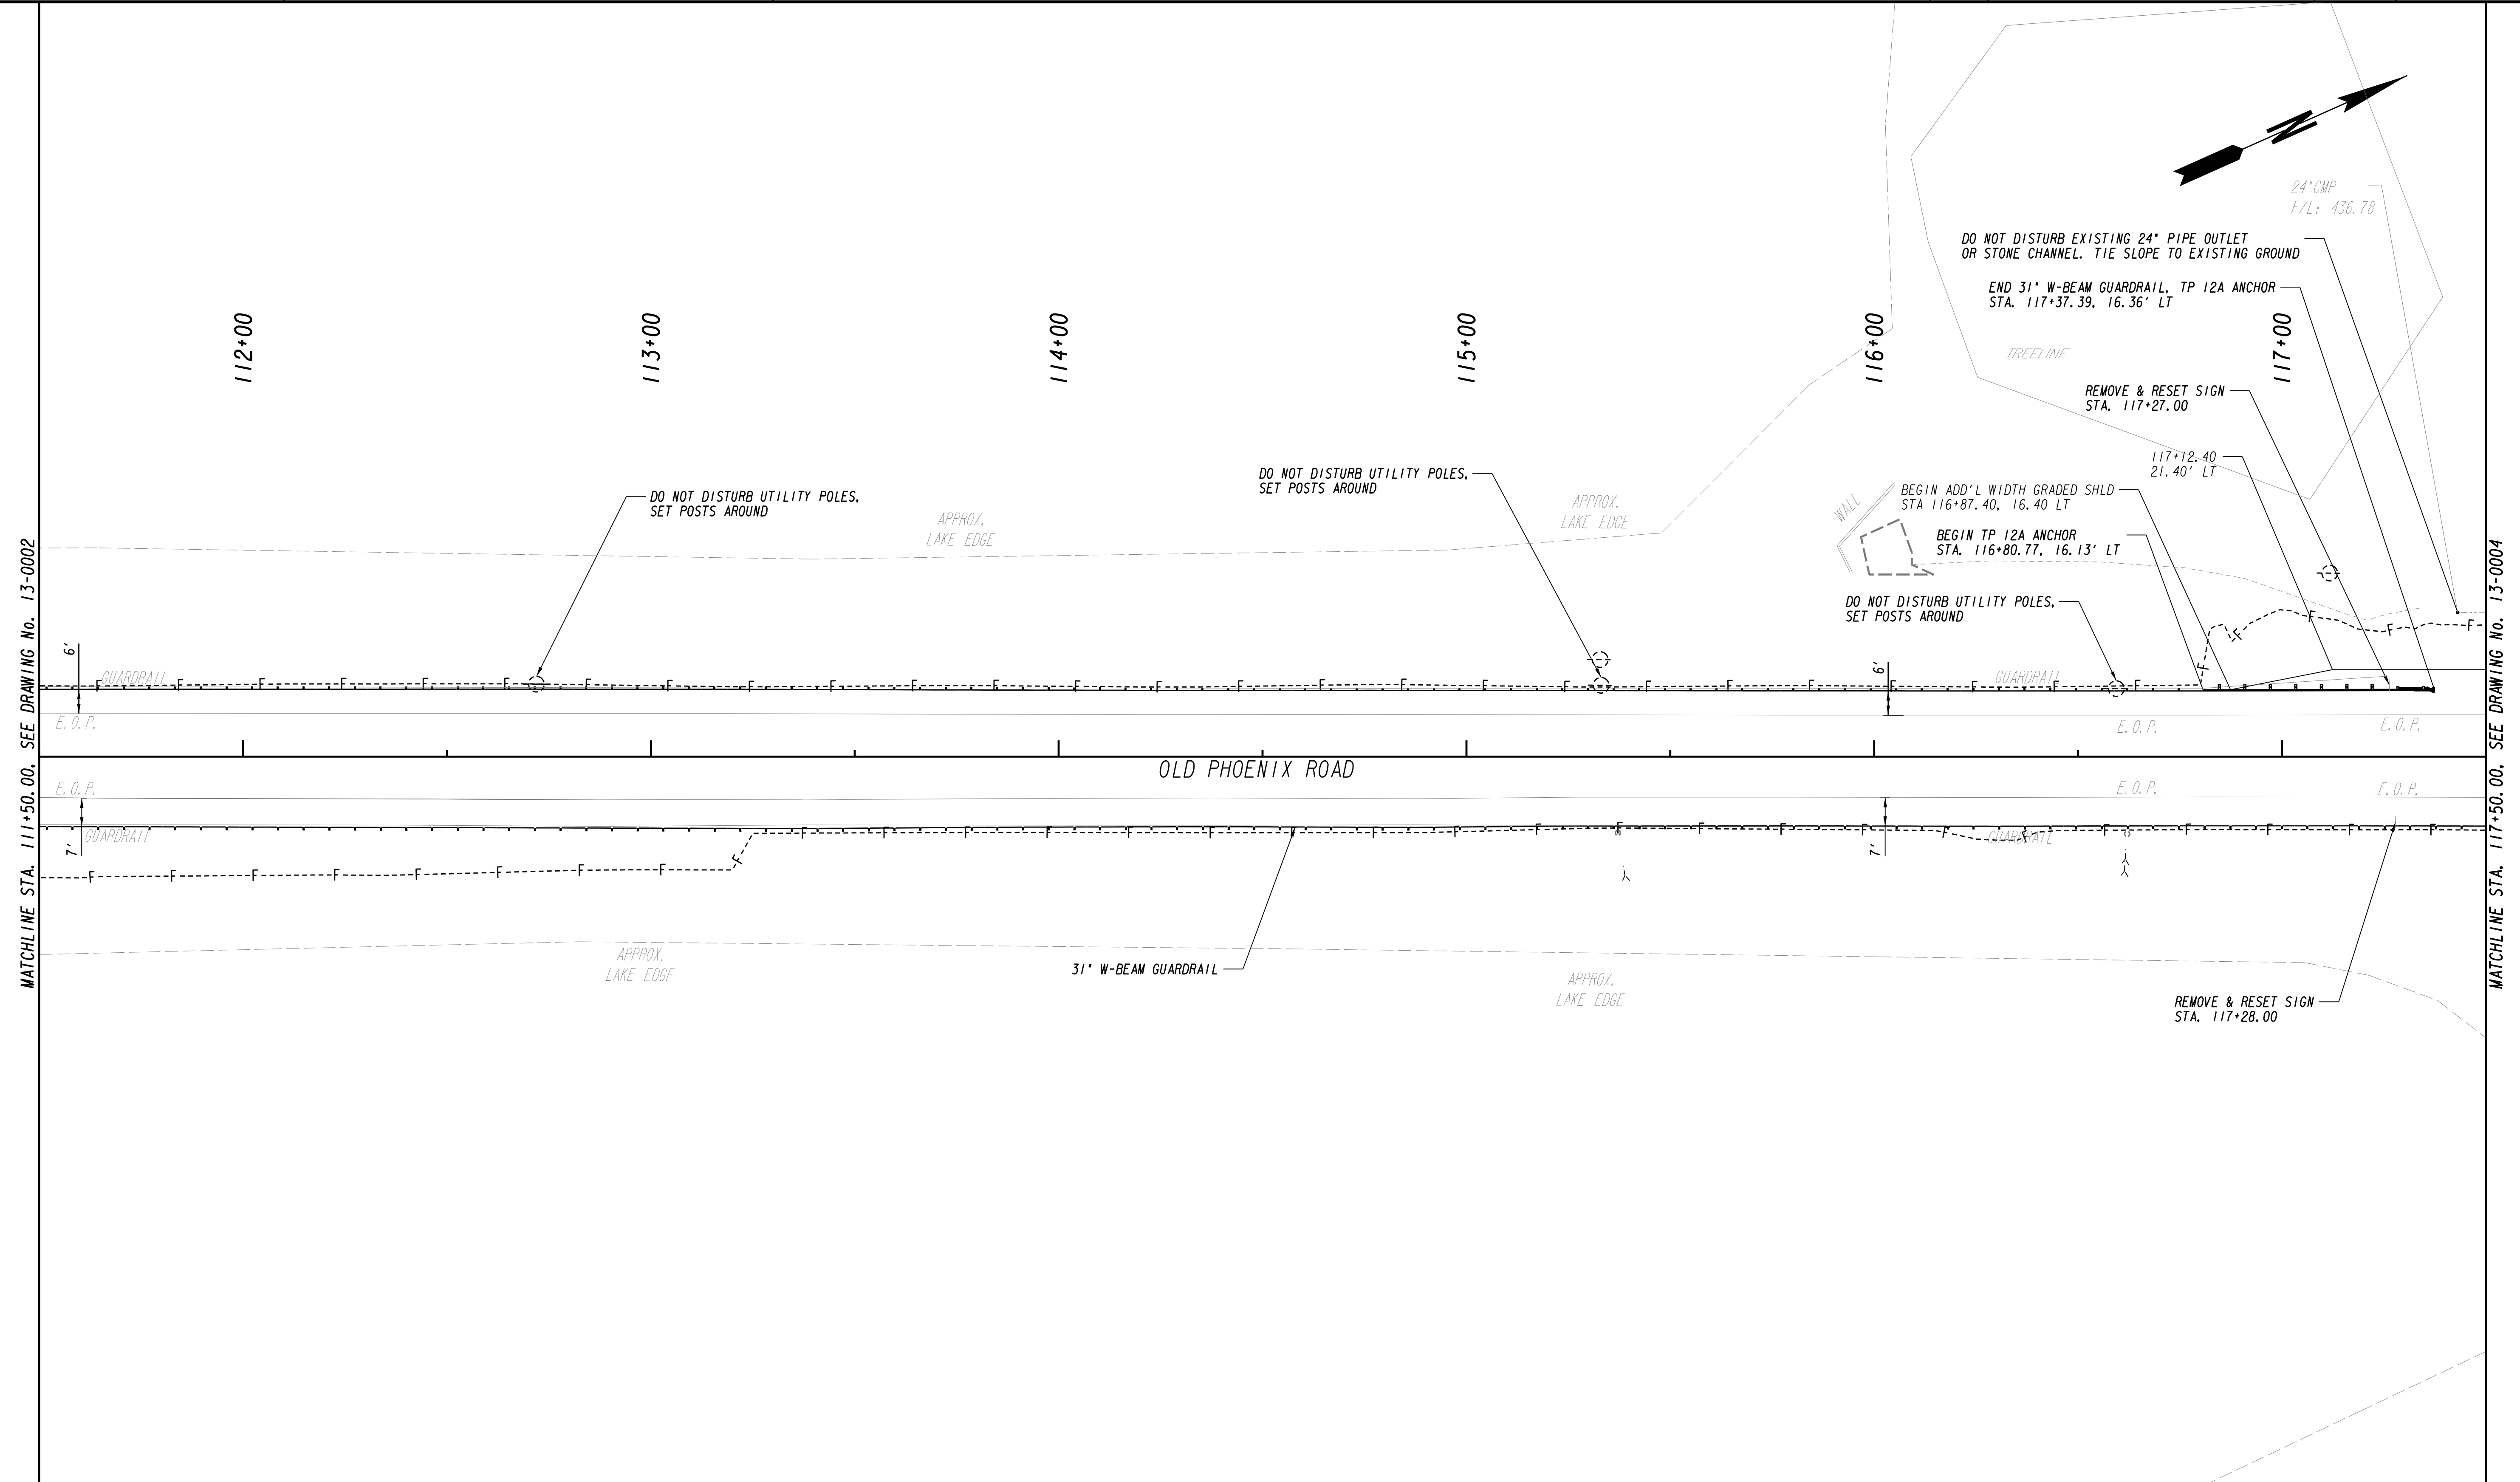 N
24"CMP
F/L: 436.78
DO NOT DISTURB EXISTING 24" PIPE OUTLET
OR STONE CHANNEL. TIE SLOPE TO EXISTING GROUND
END 31" W-BEAM GUARDRAIL, TP 12A ANCHOR
STA. 117+37.39, 16.36' LT
112+00
113+00
114+00
115+00
116+00
117+00
TREELINE
REMOVE & RESET SIGN
STA. 117+27.00
117+12.40
21.40' LT
DO NOT DISTURB UTILITY POLES,
SET POSTS AROUND
DO NOT DISTURB UTILITY POLES,
SET POSTS AROUND
BEGIN ADD'L WIDTH GRADED SHLD
STA 116+87.40, 16.40 LT
APPROX.
LAKE EDGE
APPROX.
LAKE EDGE
WALL
BEGIN TP 12A ANCHOR
STA. 116+80.77, 16.13' LT
DO NOT DISTURB UTILITY POLES,
SET POSTS AROUND
MATCHLINE STA. 111+50.00, SEE DRAWING No. 13-0002
MATCHLINE STA. 117+50.00, SEE DRAWING No. 13-0004
6'
GUARDRAIL
6'
GUARDRAIL
F F F F F F F F F F F F F F F F F F F F F F F F F F F F F F F
E.O.P.
E.O.P.
E.O.P.
OLD PHOENIX ROAD
E.O.P.
E.O.P.
E.O.P.
7'
GUARDRAIL
7'
GUARDRAIL
F F F F F F F F F F F F F F F F F F F F F F F F F F F F F F
APPROX.
LAKE EDGE
31" W-BEAM GUARDRAIL
APPROX.
LAKE EDGE
REMOVE & RESET SIGN
STA. 117+28.00